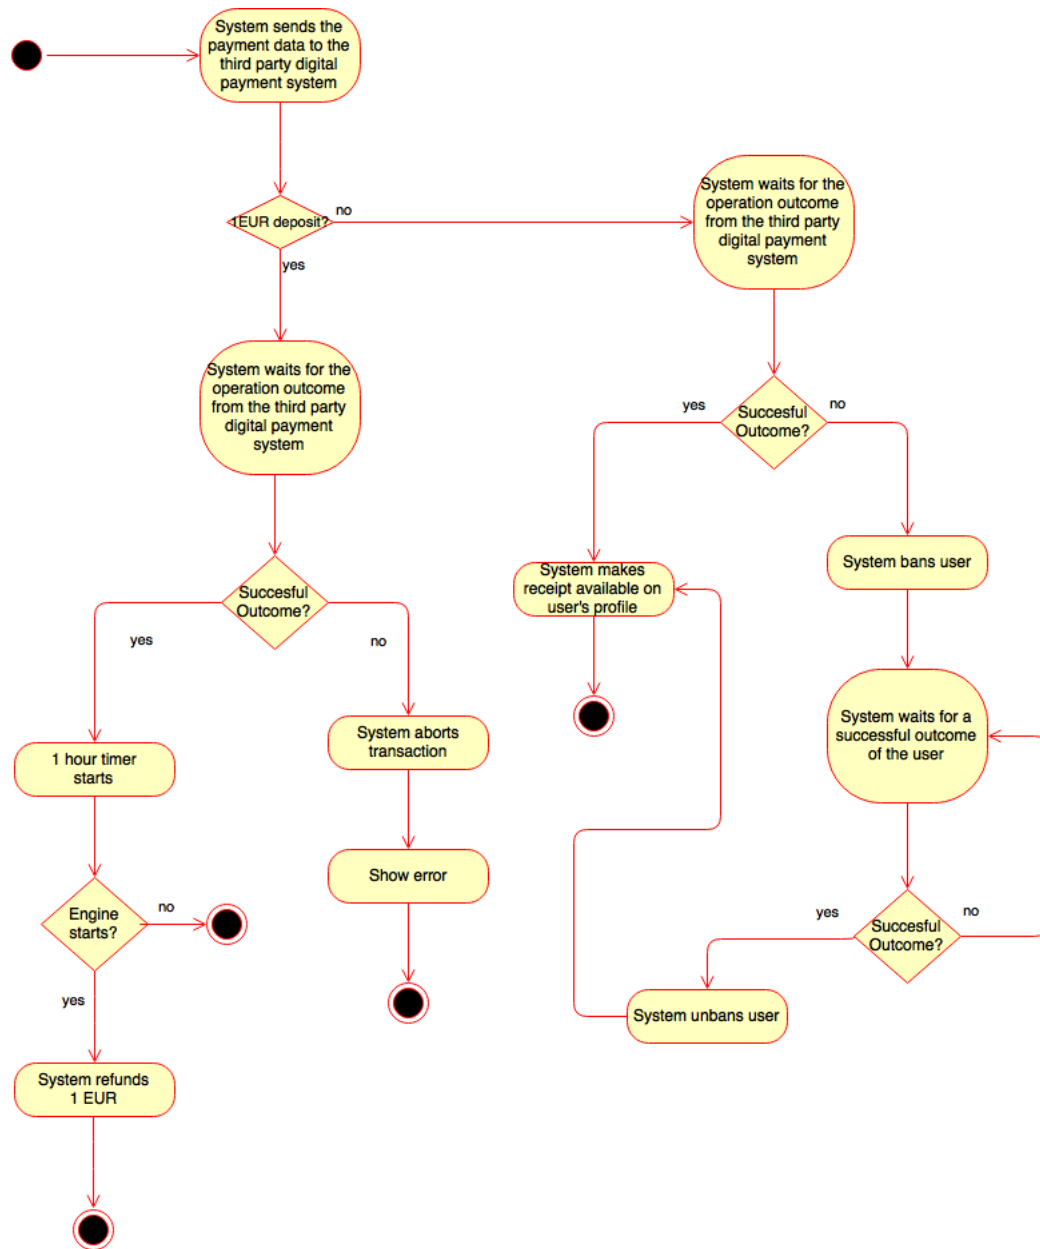 System sends the
payment data to the
third party digital
payment system
1EUR deposit?
no
yes
System waits for the
operation outcome
from the third party
digital payment
system
System waits for the
operation outcome
from the third party
digital payment
system
Succesful
Outcome?
yes
no
System makes
receipt available on
user's profile
System bans user
System waits for a
successful outcome
of the user
Succesful
Outcome?
yes
no
System unbans user
Succesful
Outcome?
yes
no
1 hour timer
starts
System aborts
transaction
Show error
Engine
starts?
no
yes
System refunds
1 EUR